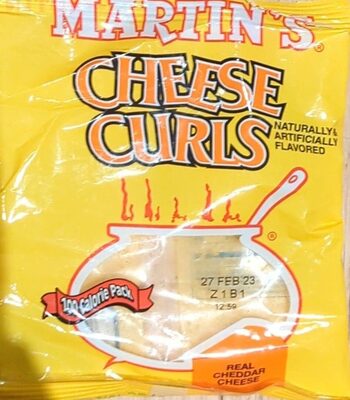 MARTIN'S®
CHEESE
CURLS
NATURALLY &
ARTIFICIALLY
FLAVORED
®
27 FEB 23
Z1B1
12:59
100 Calorie Pack
REAL
CHEDDAR
CHEESE